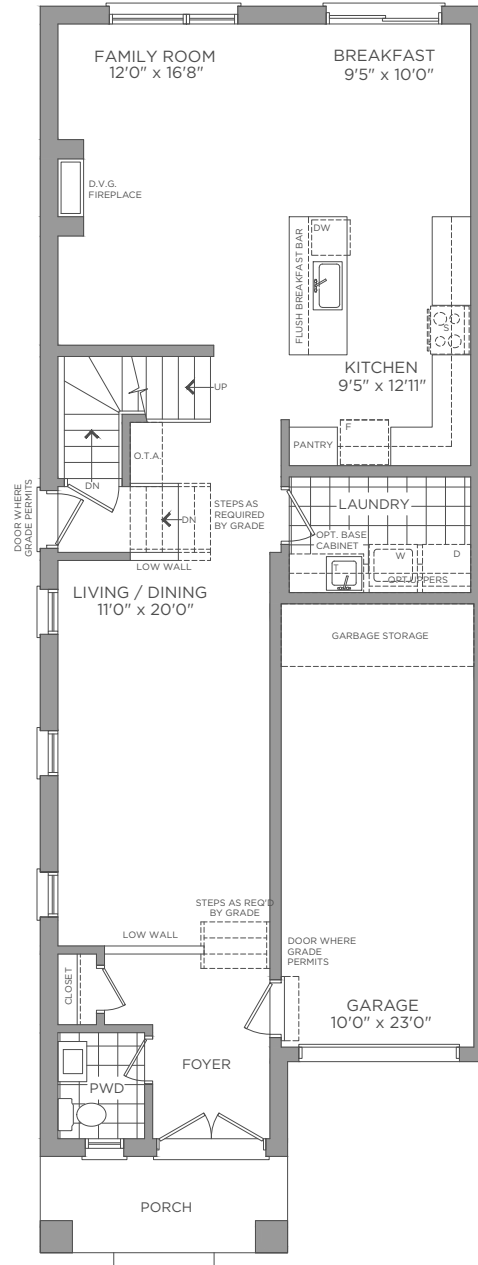 FAMILY ROOM
12'0" x 16'8"
BREAKFAST
9'5" x 10'0"
D.V.G.
FIREPLACE
FLUSH BREAKFAST BAR
DW
S
KITCHEN
9'5" x 12'11"
UP
F
PANTRY
O.T.A.
DN
DOOR WHERE
GRADE PERMITS
STEPS AS
REQUIRED
BY GRADE
DN
LAUNDRY
OPT. BASE
CABINET
W
D
T
OPT.UPPERS
LOW WALL
LIVING / DINING
11'0" x 20'0"
GARBAGE STORAGE
STEPS AS REQ'D
BY GRADE
LOW WALL
DOOR WHERE
GRADE
PERMITS
CLOSET
GARAGE
10'0" x 23'0"
FOYER
PWD
PORCH